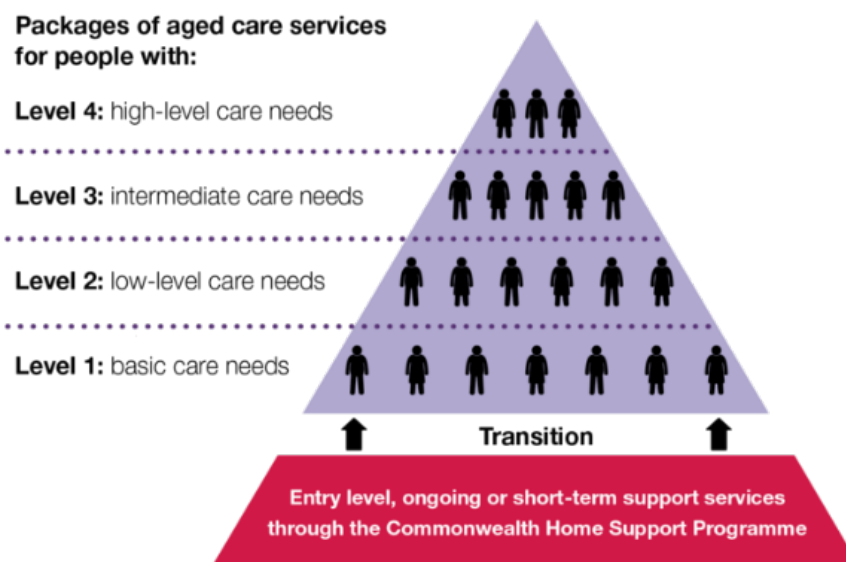 Packages of aged care services
for people with:
Level 4: high-level care needs
Level 3: intermediate care needs
Level 2: low-level care needs
Level 1: basic care needs
Transition
Entry level, ongoing or short-term support services
through the Commonwealth Home Support Programme